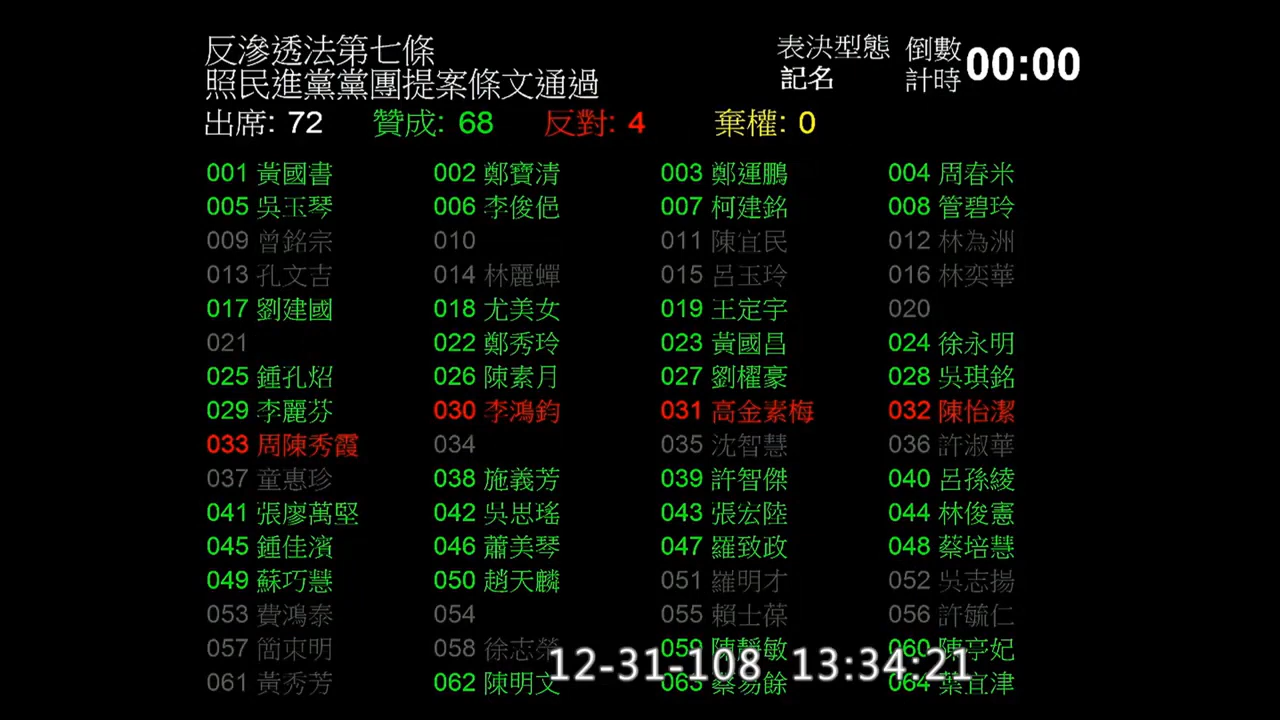 反滲透法第七條
照民進黨黨團提案條文通過
表決型態
記名
倒數
計時
00:00
出席: 72 贊成: 68 反對: 4 棄權: 0
001 黃國書 002 鄭寶清 003 鄭運鵬 004 周春米
005 吳玉琴 006 李俊俋 007 柯建銘 008 管碧玲
009 曾銘宗 010 011 陳宜民 012 林為洲
013 孔文吉 014 林麗蟬 015 呂玉玲 016 林奕華
017 劉建國 018 尤美女 019 王定宇 020
021 022 鄭秀玲 023 黃國昌 024 徐永明
025 鍾孔炤 026 陳素月 027 劉櫂豪 028 吳琪銘
029 李麗芬 030 李鴻鈞 031 高金素梅 032 陳怡潔
033 周陳秀霞 034 035 沈智慧 036 許淑華
037 童惠珍 038 施義芳 039 許智傑 040 呂孫綾
041 張廖萬堅 042 吳思瑤 043 張宏陸 044 林俊憲
045 鍾佳濱 046 蕭美琴 047 羅致政 048 蔡培慧
049 蘇巧慧 050 趙天麟 051 羅明才 052 吳志揚
053 費鴻泰 054 055 賴士葆 056 許毓仁
057 簡東明 058 徐志榮 059 陳靜敏 060 陳亭妃
061 黃秀芳 062 陳明文 063 蔡易餘 064 葉宜津
12-31-108 13:34:21